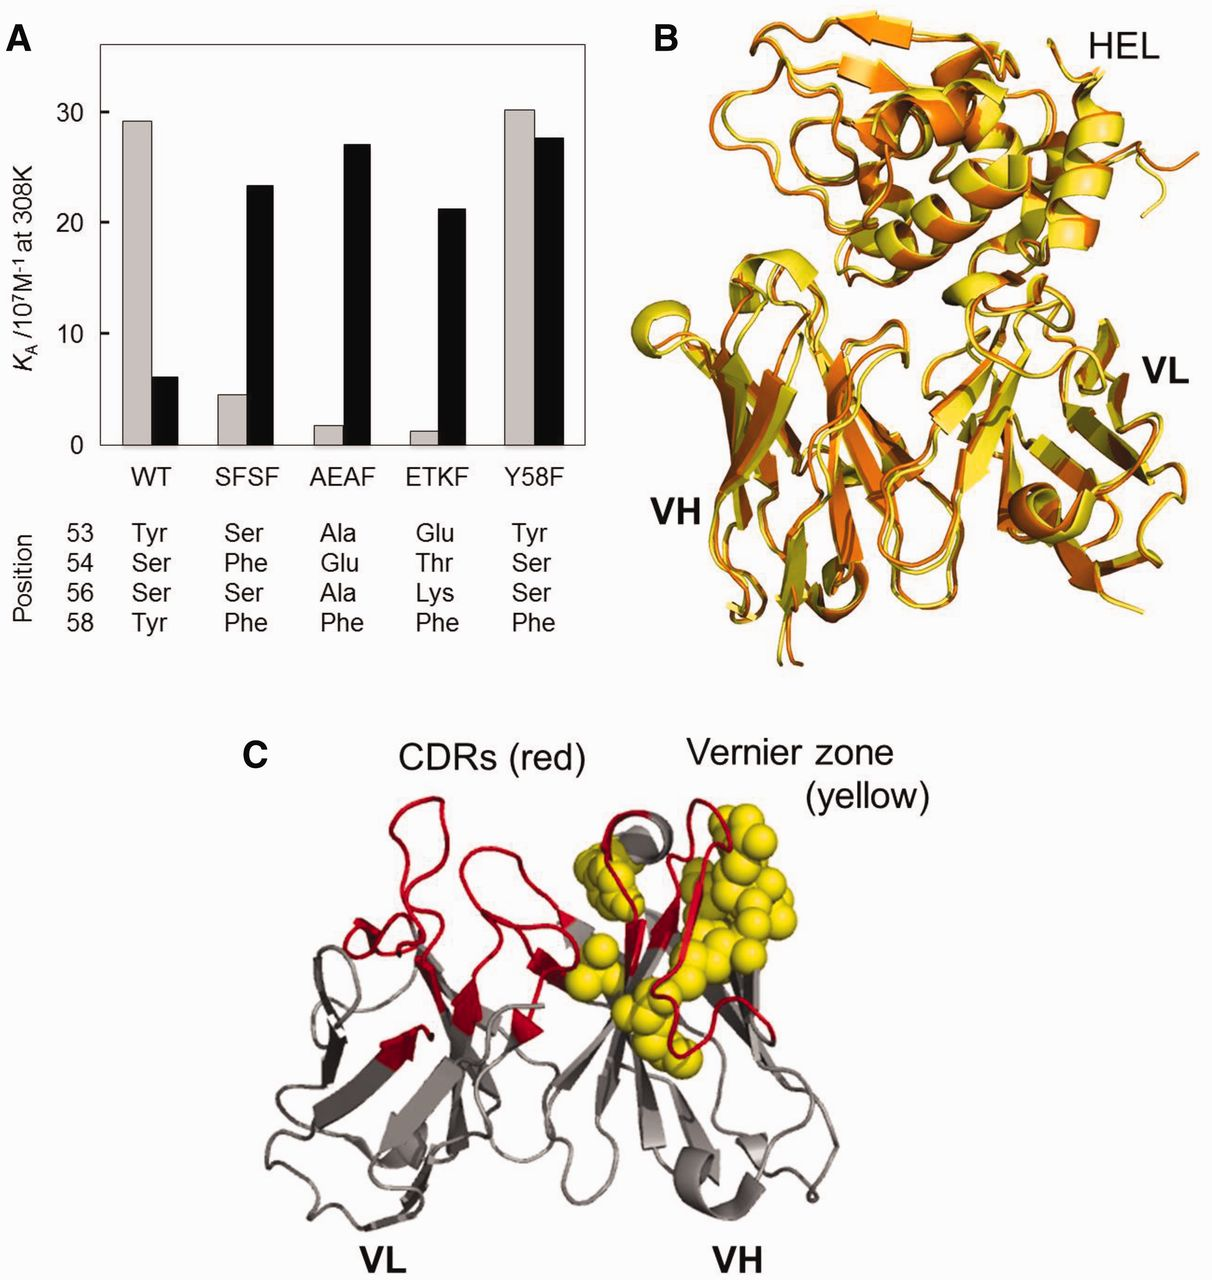 A
30
20
10
0
K_A /10⁷M⁻¹ at 308K
WT SFSF AEAF ETKF Y58F
Position
53 Tyr Ser Ala Glu Tyr
54 Ser Phe Glu Thr Ser
56 Ser Ser Ala Lys Ser
58 Tyr Phe Phe Phe Phe
B
HEL
VL
VH
C
CDRs (red)
Vernier zone
(yellow)
VL
VH